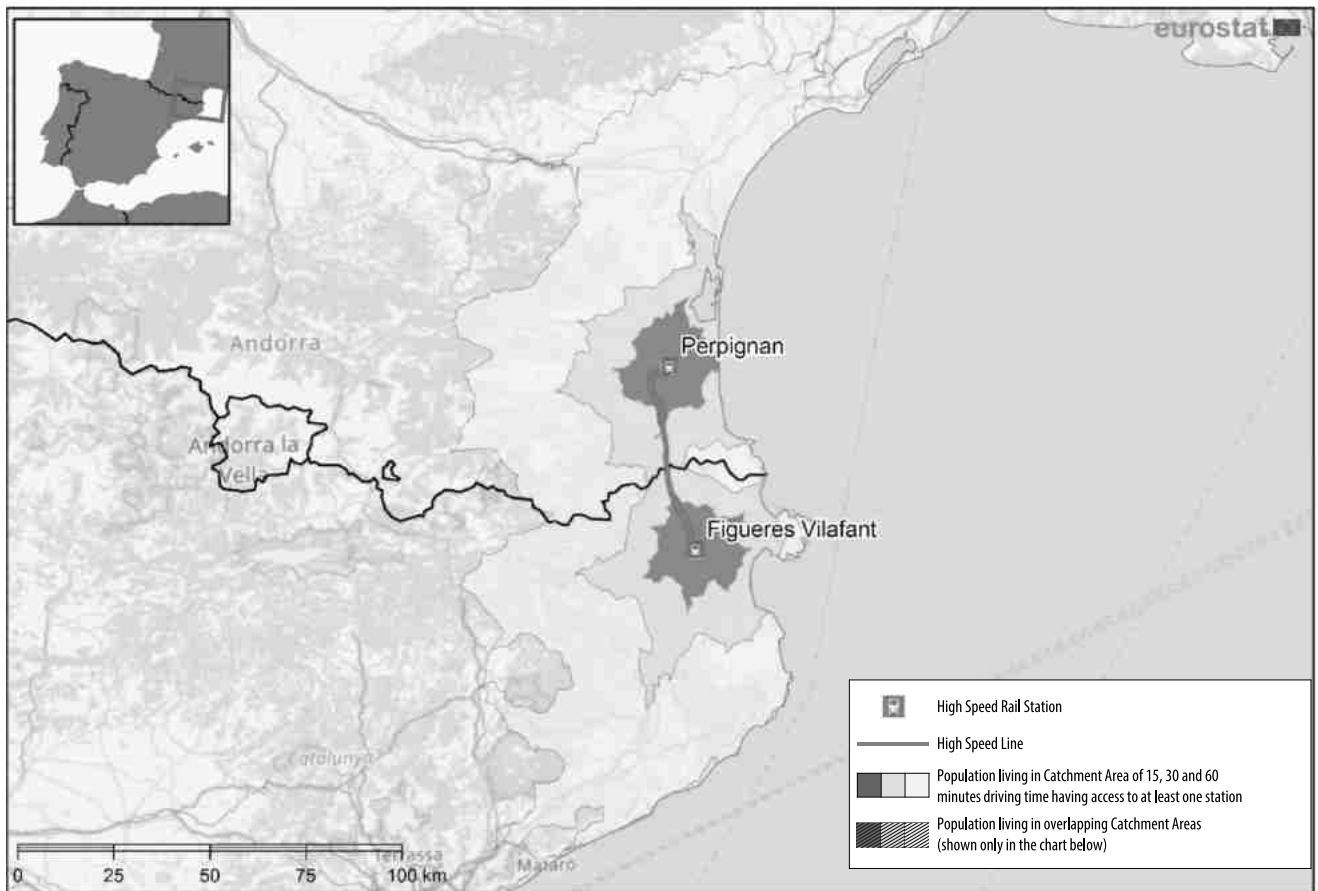 eurostat
Andorra
Perpignan
Andorra la
Vella
Figueres Vilafant
Catalunya
Terrassa
Mataró
0 25 50 75 100 km
High Speed Rail Station
High Speed Line
Population living in Catchment Area of 15, 30 and 60
minutes driving time having access to at least one station
Population living in overlapping Catchment Areas
(shown only in the chart below)